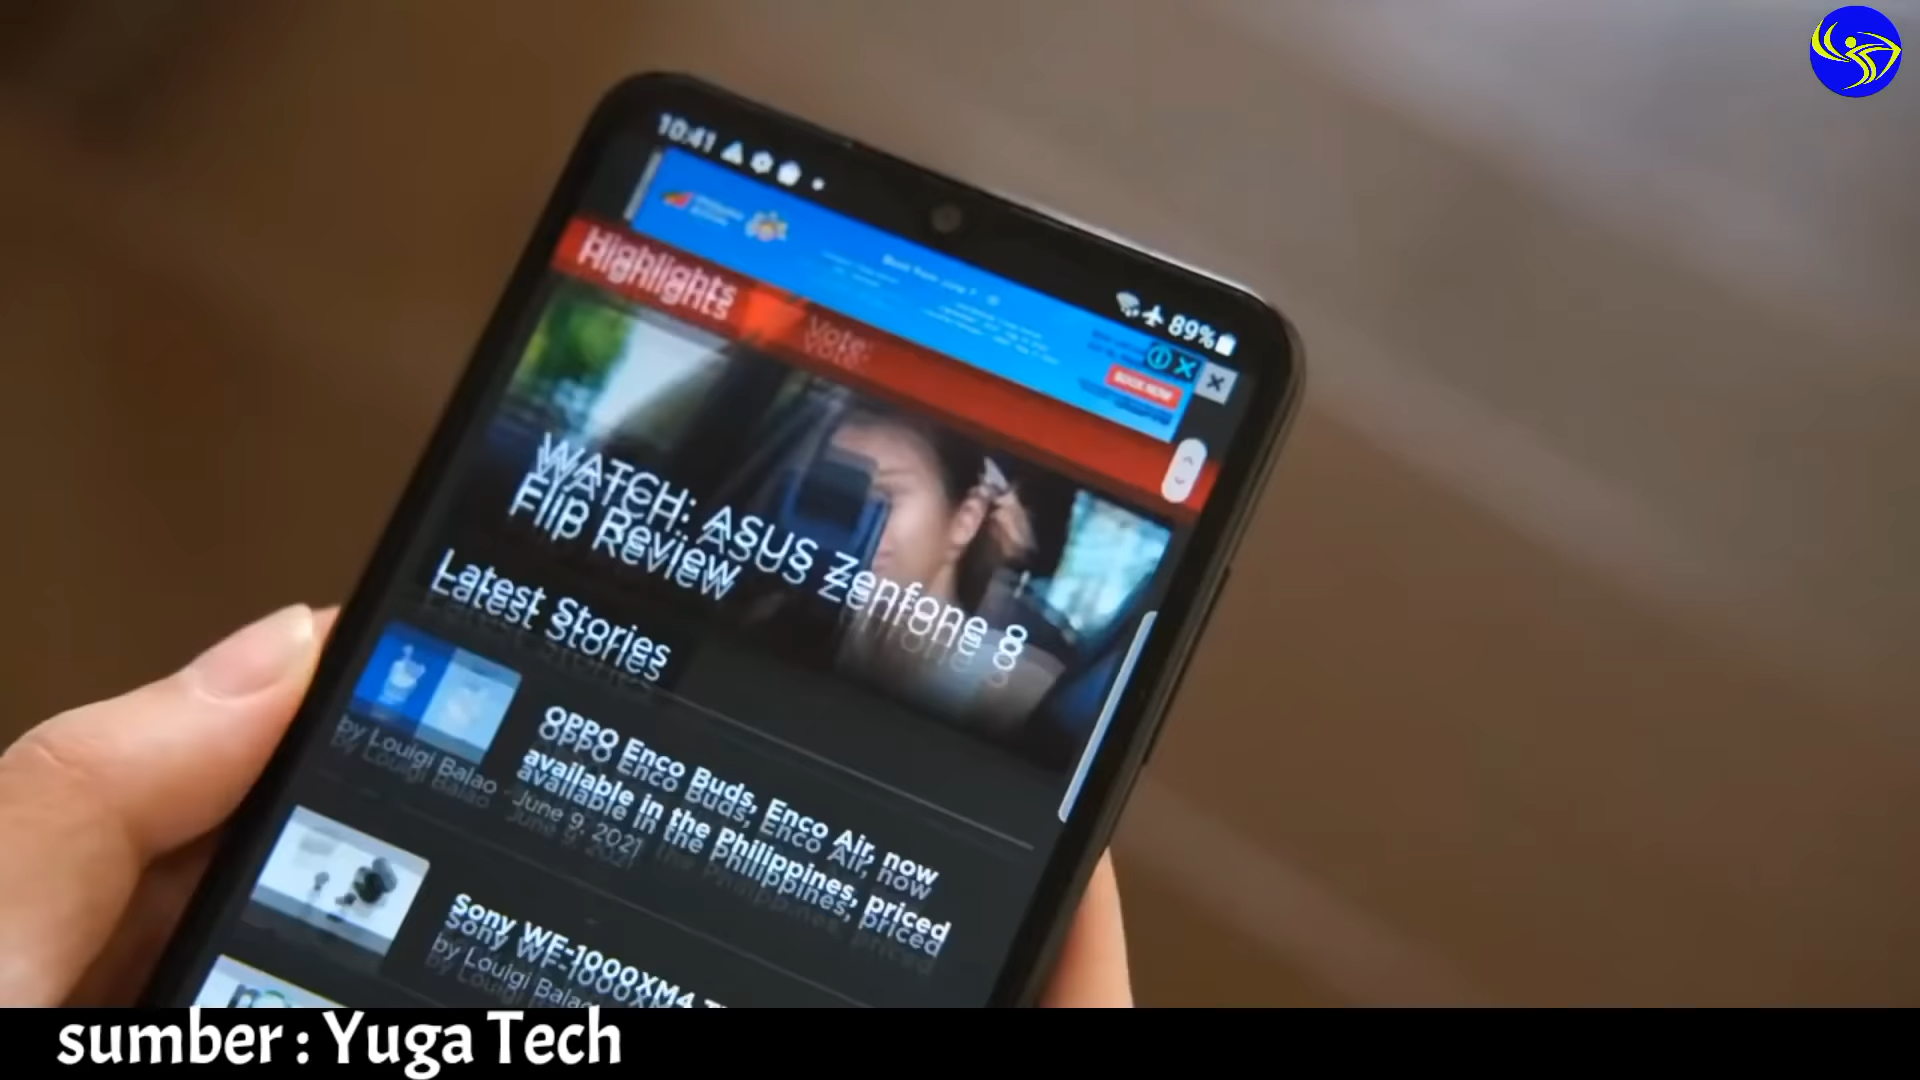 10:41
89%
Highlights
Vote:
BOOK NOW
WATCH: ASUS Zenfone 8
Flip Review
Latest Stories
OPPO Enco Buds, Enco Air, now
available in the Philippines, priced
by Louigi Balao - June 9, 2021
Sony WF-1000XM4
by Louigi Balao
sumber : Yuga Tech